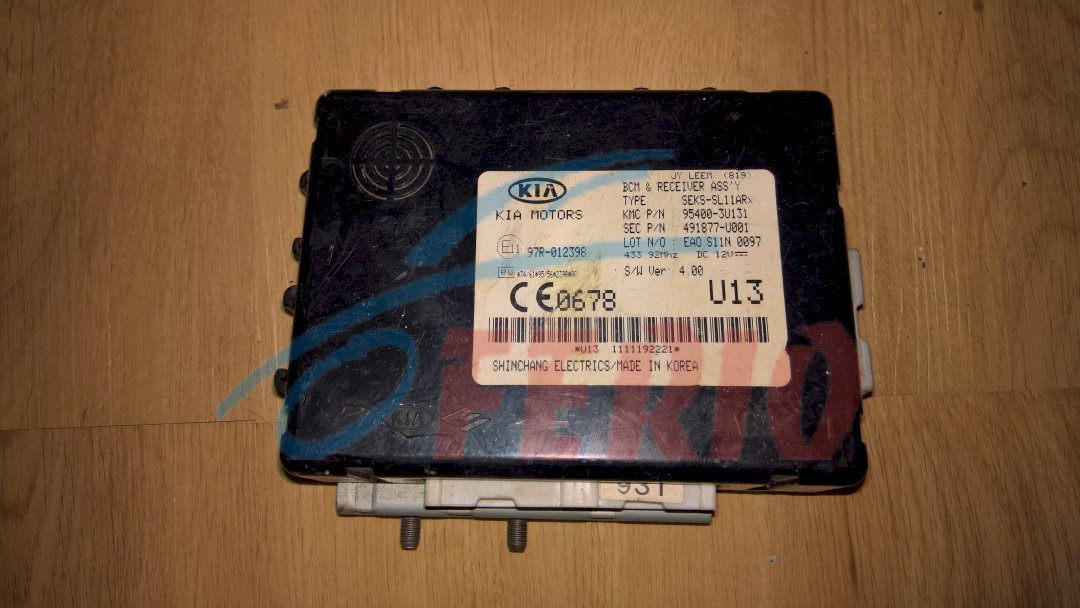 JY LEEM (819)
KIA
KIA MOTORS
BCM & RECEIVER ASS'Y
TYPE : SEKS-SL11ARx
KMC P/N : 95400-3U131
SEC P/N : 491877-U001
LOT N/O : EAO S11N 0097
433 92Mhz DC 12V
S/W Ver: 4.00
E11 97R-012398
CE0678
U13
*U13 1111192221*
SHINCHANG ELECTRICS/MADE IN KOREA
KIA
FERIO
931